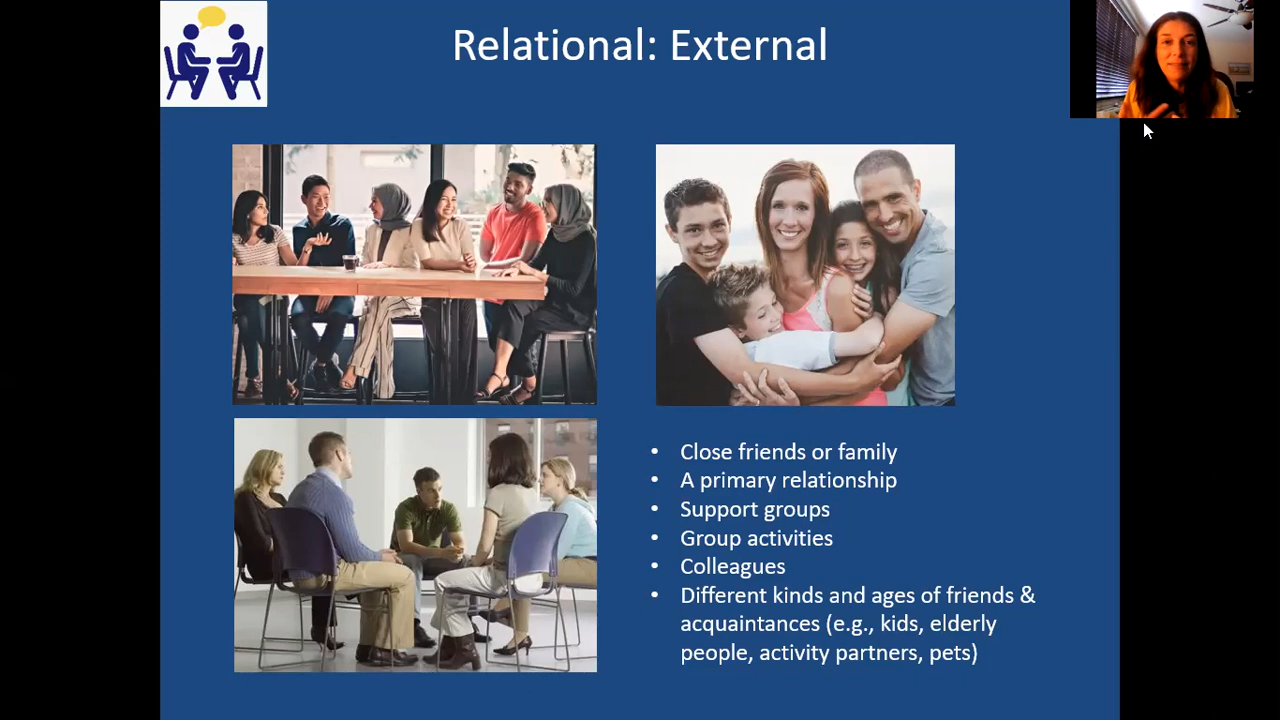 Relational: External
• Close friends or family
• A primary relationship
• Support groups
• Group activities
• Colleagues
• Different kinds and ages of friends &
acquaintances (e.g., kids, elderly
people, activity partners, pets)